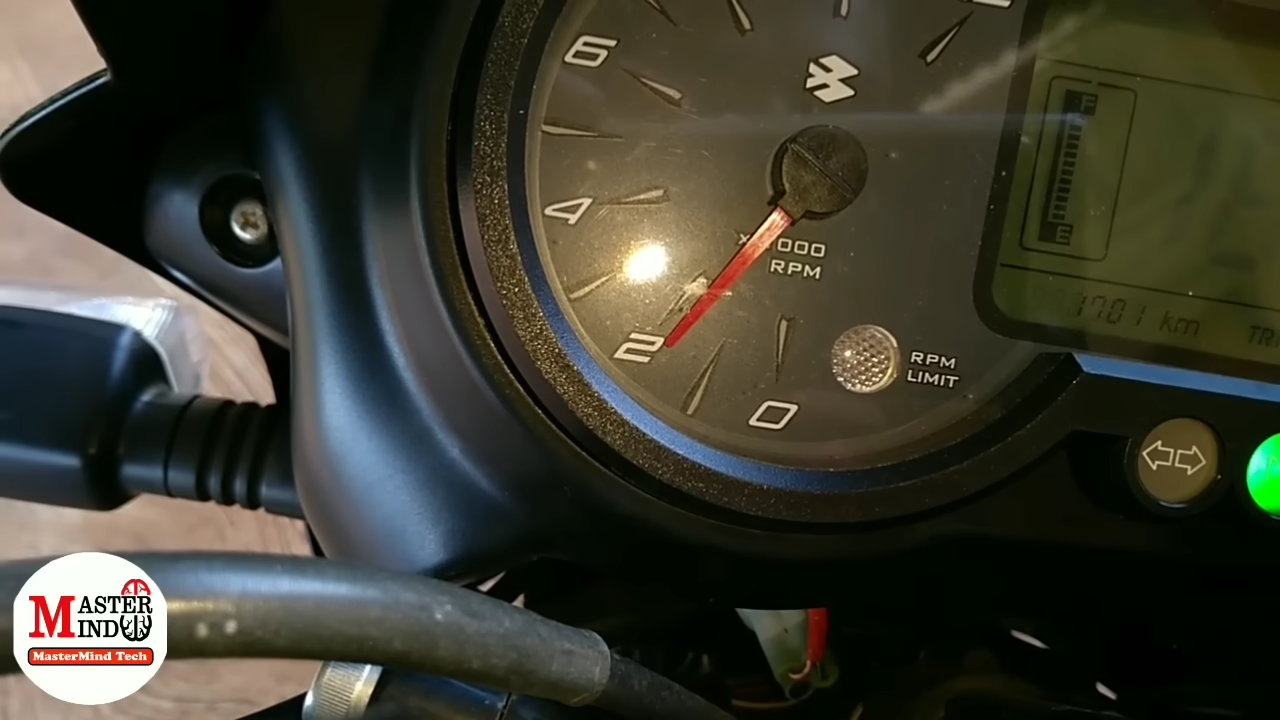 6
4
2
0
x1000
RPM
RPM
LIMIT
F
E
1701 km
MASTER
MIND
MasterMind Tech